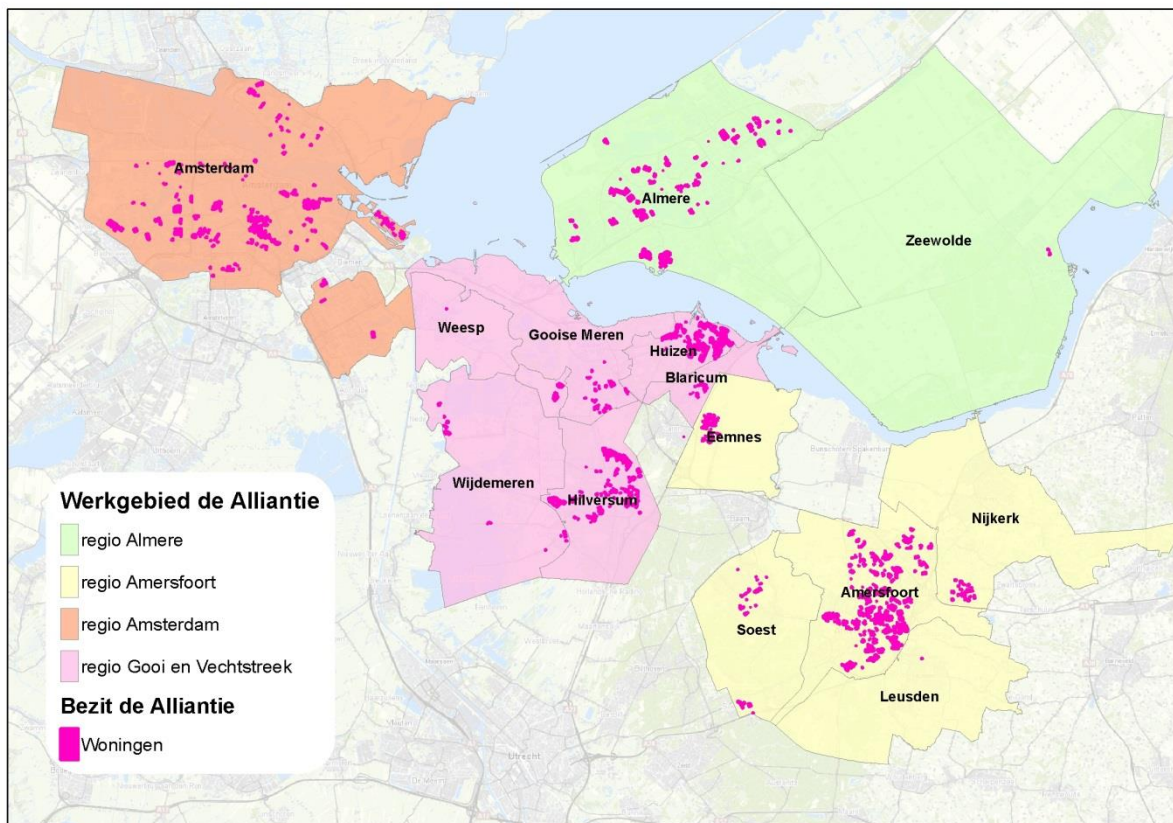 Amsterdam
Almere
Zeewolde
Weesp
Gooise Meren
Huizen
Blaricum
Eemnes
Wijdemeren
Hilversum
Nijkerk
Amersfoort
Soest
Leusden
Utrecht
Werkgebied de Alliantie
regio Almere
regio Amersfoort
regio Amsterdam
regio Gooi en Vechtstreek
Bezit de Alliantie
Woningen